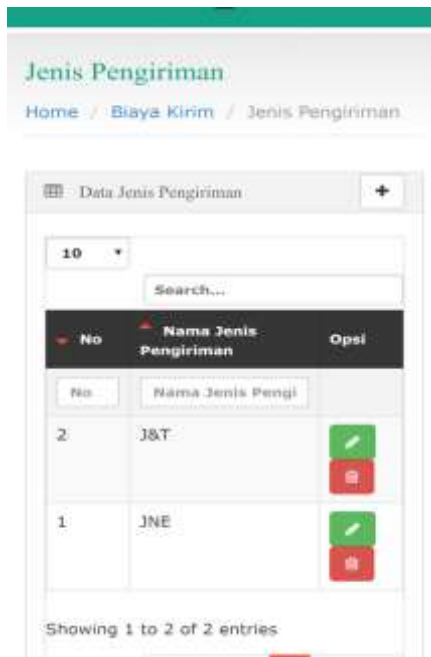 Jenis Pengiriman
Home / Biaya Kirim / Jenis Pengiriman
Data Jenis Pengiriman
10
Search...
No Nama Jenis Pengiriman Opsi
No Nama Jenis Pengi
2 J&T
1 JNE
Showing 1 to 2 of 2 entries